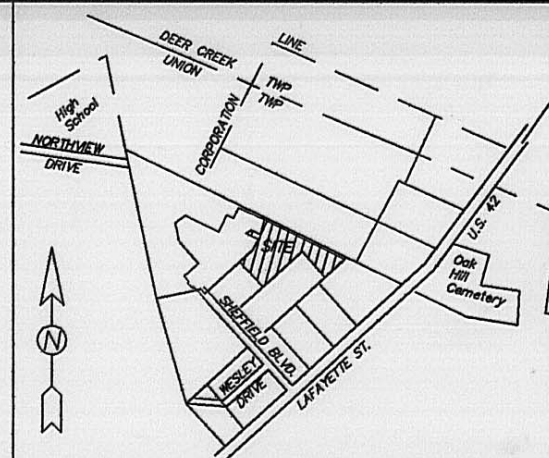 DEER CREEK
UNION
LINE
TWP
TWP
CORPORATION
High
School
NORTHVIEW
DRIVE
SITE
U.S. 42
Oak
Hill
Cemetery
N
SHEFFIELD BLVD.
WESLEY
DRIVE
LAFAYETTE ST.